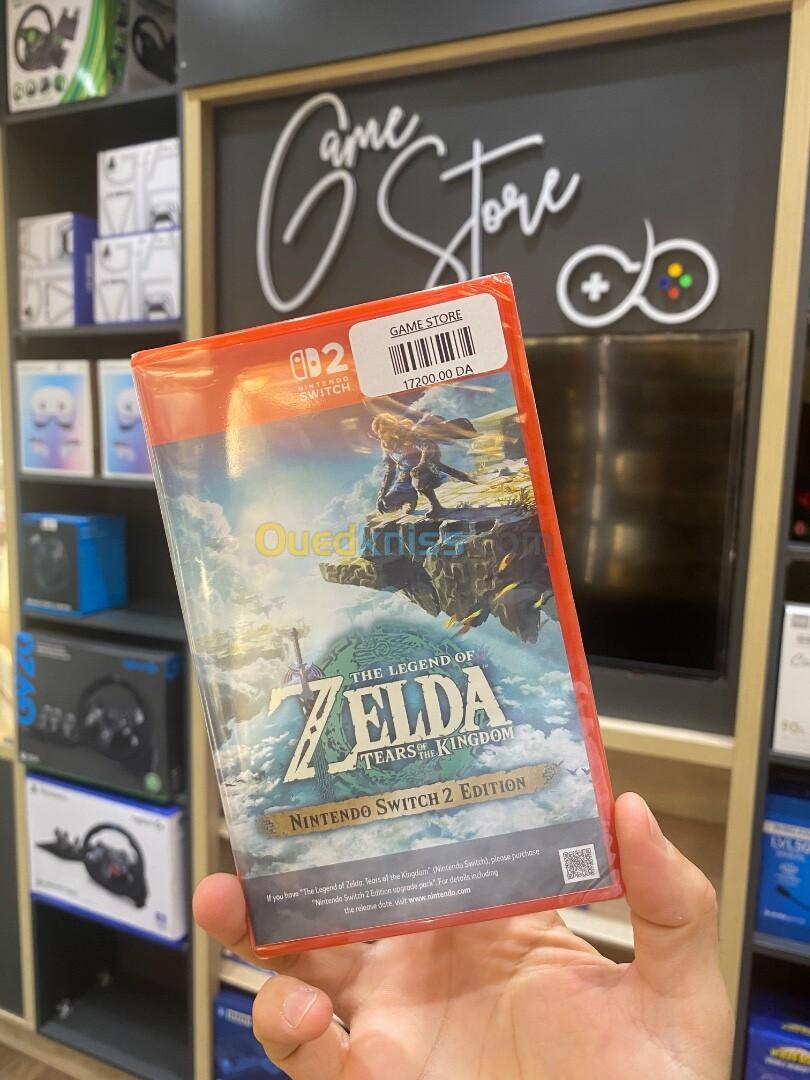 Game
Store
GAME STORE
17200.00 DA
2
NINTENDO
SWITCH
Ouedkniss.com
THE LEGEND OF
ZELDA
TEARS OF THE KINGDOM
NINTENDO SWITCH 2 EDITION
If you have "The Legend of Zelda: Tears of the Kingdom" (Nintendo Switch), please purchase
"Nintendo Switch 2 Edition upgrade pack". For details including
the release date, visit www.nintendo.com
G920
LVL50